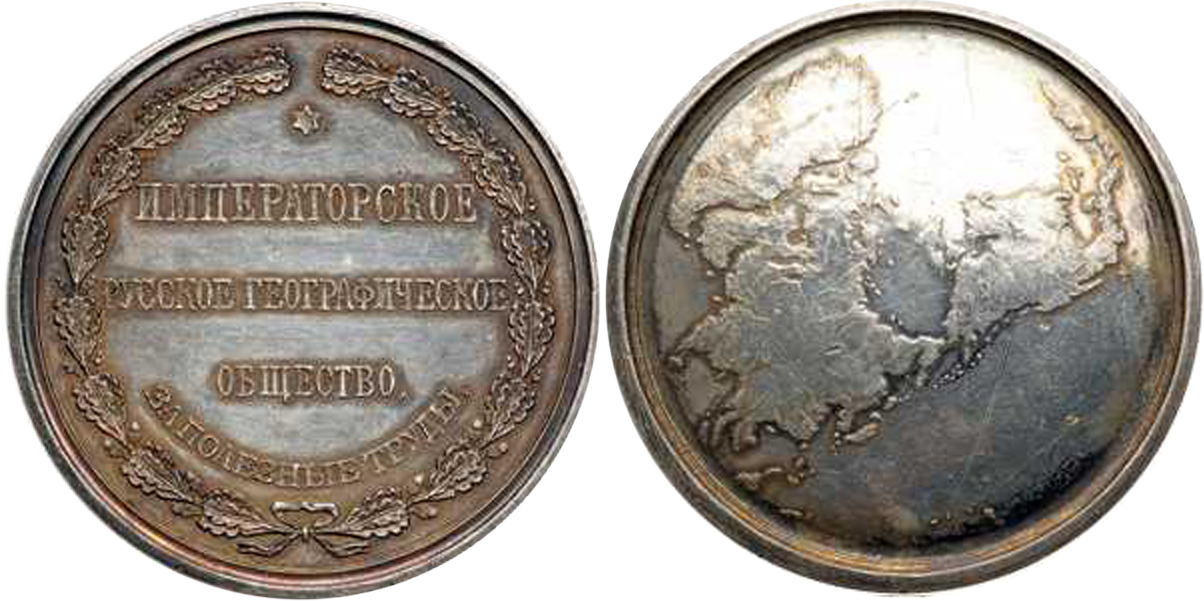 ИМПЕРАТОРСКОЕ
РУССКОЕ ГЕОГРАФИЧЕСКОЕ
ОБЩЕСТВО
ЗА ПОЛЕЗНЫЕ ТРУДЫ.